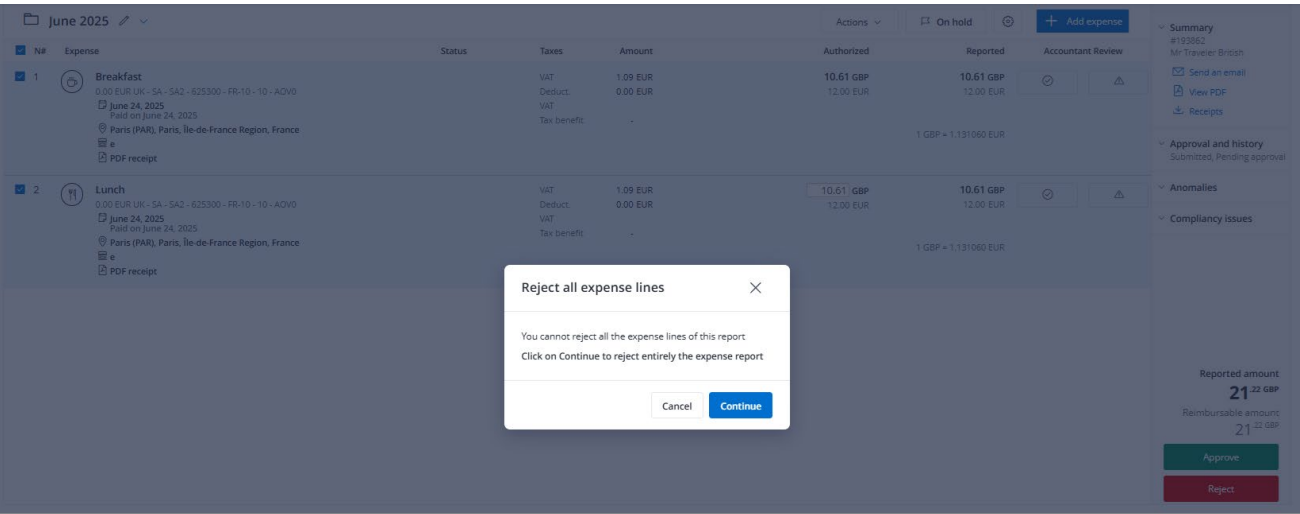 June 2025
Actions
On hold
+ Add expense
N# Expense Status Taxes Amount Authorized Reported Accountant Review
1 Breakfast VAT 1.09 EUR 10.61 GBP 10.61 GBP
0.00 EUR UK - SA - SA2 - 625300 - FR-10 - 10 - AOV0 Deduct. 0.00 EUR 12.00 EUR 12.00 EUR
June 24, 2025 VAT
Paid on June 24, 2025 Tax benefit -
Paris (PAR), Paris, Île-de-France Region, France 1 GBP = 1.131060 EUR
e
PDF receipt
2 Lunch VAT 1.09 EUR 10.61 GBP 10.61 GBP
0.00 EUR UK - SA - SA2 - 625300 - FR-10 - 10 - AOV0 Deduct. 0.00 EUR 12.00 EUR 12.00 EUR
June 24, 2025 VAT
Paid on June 24, 2025 Tax benefit -
Paris (PAR), Paris, Île-de-France Region, France 1 GBP = 1.131060 EUR
e
PDF receipt
Reject all expense lines
You cannot reject all the expense lines of this report
Click on Continue to reject entirely the expense report
Cancel Continue
Summary
#193862
Mr Traveler British
Send an email
View PDF
Receipts
Approval and history
Submitted, Pending approval
Anomalies
Compliancy issues
Reported amount
21.22 GBP
Reimbursable amount
21.22 GBP
Approve
Reject